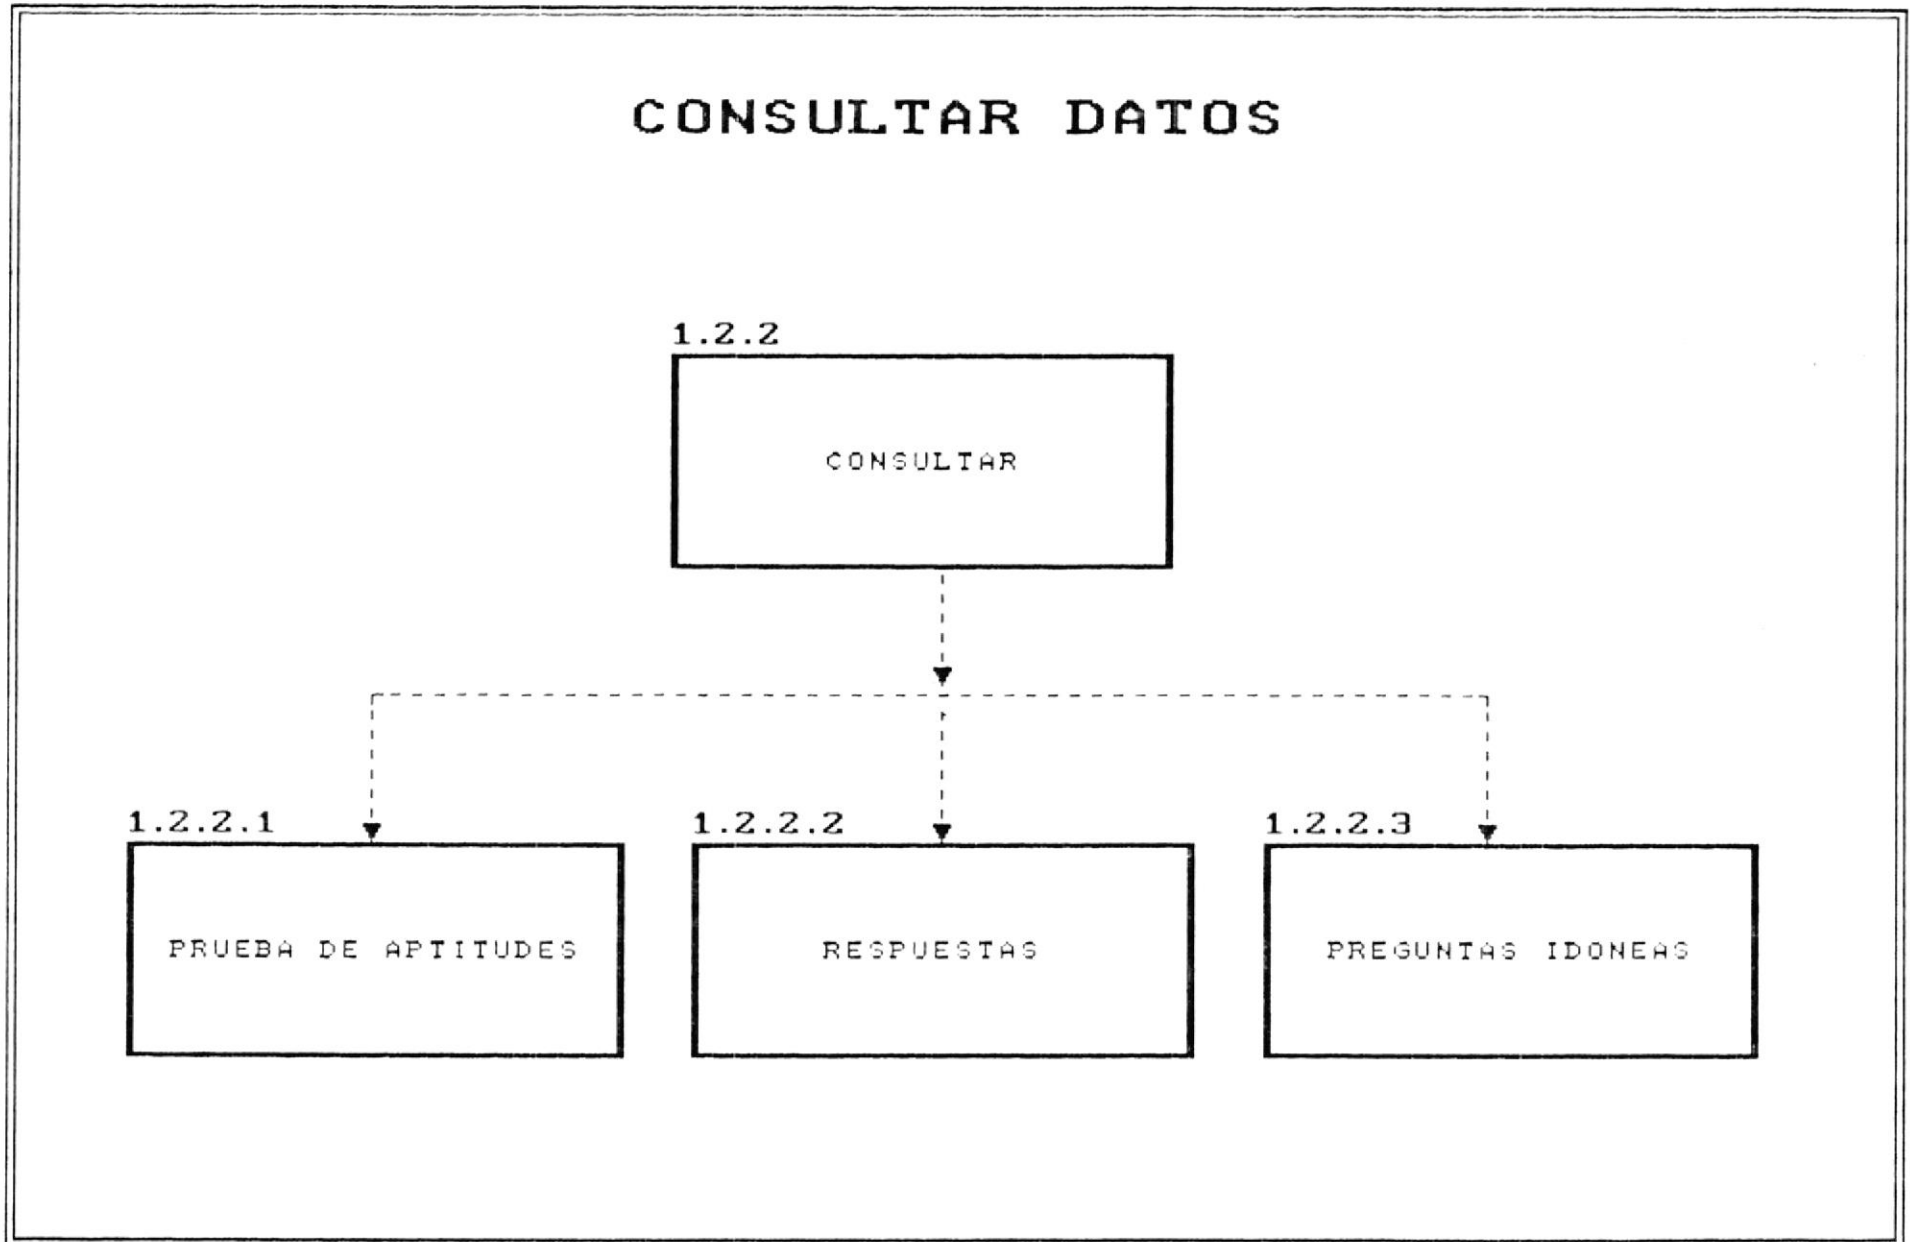 CONSULTAR DATOS
1.2.2
CONSULTAR
1.2.2.1 1.2.2.2 1.2.2.3
PRUEBA DE APTITUDES RESPUESTAS PREGUNTAS IDONEAS